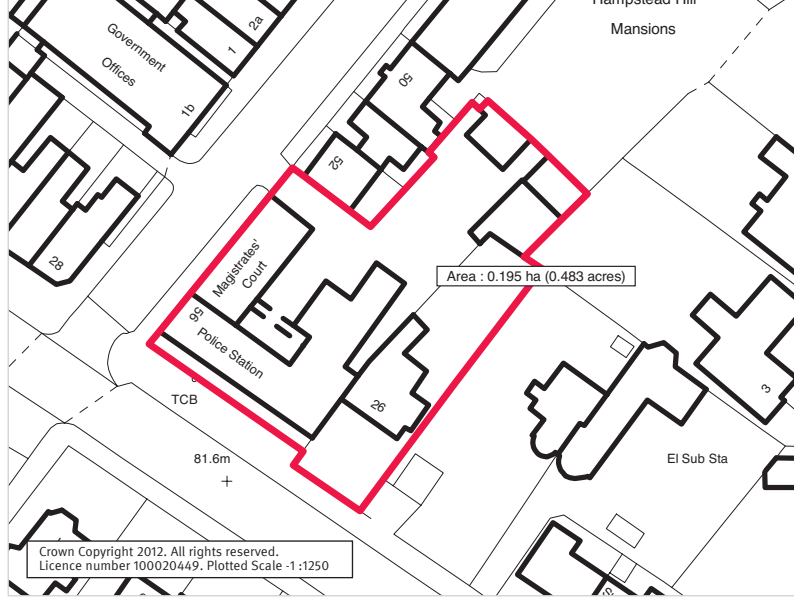 Hampstead Hill
Mansions
Government
Offices
2a
1
1b
50
52
28
Magistrates'
Court
56
Police Station
Area : 0.195 ha (0.483 acres)
26
TCB
81.6m
3
El Sub Sta
Crown Copyright 2012. All rights reserved.
Licence number 100020449. Plotted Scale -1 :1250